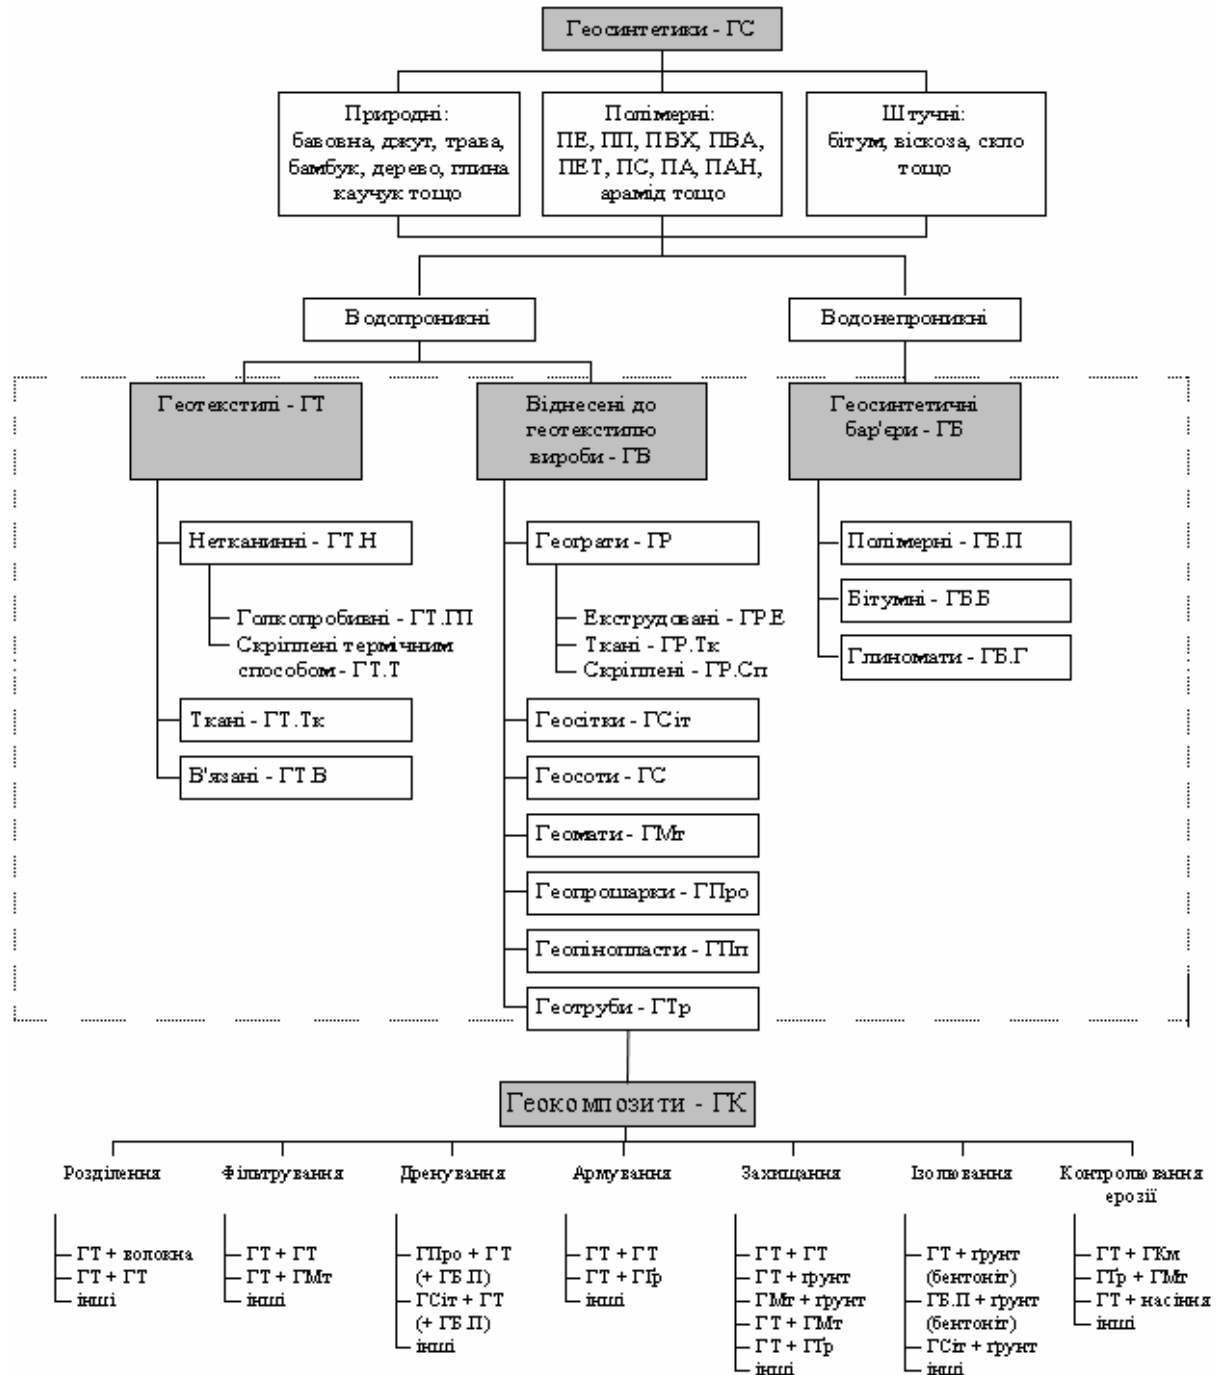 Геосинтетики - ГС
Природні:
бавовна, джут, трава,
бамбук, дерево, глина
каучук тощо
Полімерні:
ПЕ, ПП, ПВХ, ПВА,
ПЕТ, ПС, ПА, ПАН,
арамід тощо
Штучні:
бітум, віскоза, скло
тощо
Водопроникні
Водонепроникні
Геотекстилі - ГТ
Віднесені до
геотекстилю
вироби - ГВ
Геосинтетичні
бар'єри - ГБ
Нетканинні - ГТ.Н
Голкопробивні - ГТ.ГП
Скріплені термічним
способом - ГТ.Т
Ткані - ГТ.Тк
В'язані - ГТ.В
Геоґрати - ГР
Екструдовані - ГР.Е
Ткані - ГР.Тк
Скріплені - ГР.Сп
Геосітки - ГСіт
Геосоти - ГС
Геомати - ГМт
Геопрошарки - ГПро
Геопінопласти - ГПп
Геотруби - ГТр
Полімерні - ГБ.П
Бітумні - ГБ.Б
Глиномати - ГБ.Г
Геокомпозити - ГК
Розділення
ГТ + волокна
ГТ + ГТ
інші
Фільтрування
ГТ + ГТ
ГТ + ГМт
інші
Дренування
ГПро + ГТ
(+ ГБ.П)
ГСіт + ГТ
(+ ГБ.П)
інші
Армування
ГТ + ГТ
ГТ + ГҐр
інші
Захищання
ГТ + ГТ
ГТ + ґрунт
ГМт + ґрунт
ГТ + ГМт
ГТ + ГҐр
інші
Ізолювання
ГТ + ґрунт
(бентоніт)
ГБ.П + ґрунт
(бентоніт)
ГСіт + ґрунт
інші
Контролювання
ерозії
ГТ + ГКм
ГҐр + ГМт
ГТ + насіння
інші